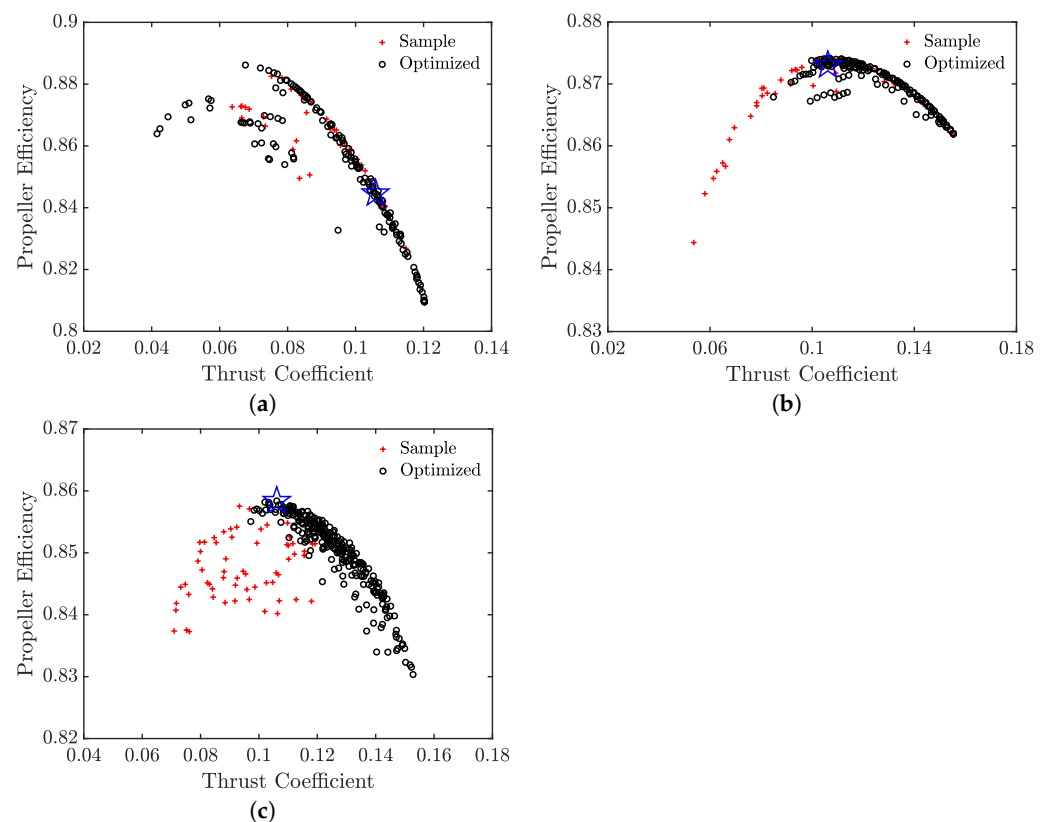 0.9
0.88
0.86
0.84
0.82
0.8
Propeller Efficiency
Sample
Optimized
0.02 0.04 0.06 0.08 0.1 0.12 0.14
Thrust Coefficient
(a)
0.88
0.87
0.86
0.85
0.84
0.83
Propeller Efficiency
Sample
Optimized
0.02 0.06 0.1 0.14 0.18
Thrust Coefficient
(b)
0.87
0.86
0.85
0.84
0.83
0.82
Propeller Efficiency
Sample
Optimized
0.04 0.06 0.08 0.1 0.12 0.14 0.16 0.18
Thrust Coefficient
(c)